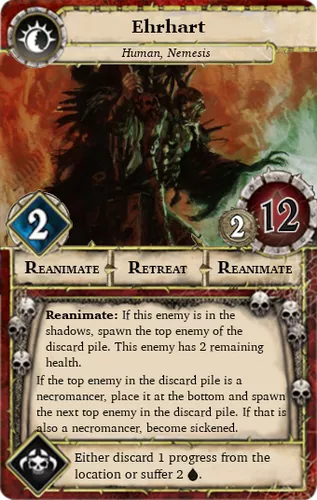 Ehrhart
Human, Nemesis
2
2
12
REANIMATE RETREAT REANIMATE
Reanimate: If this enemy is in the
shadows, spawn the top enemy of the
discard pile. This enemy has 2 remaining
health.
If the top enemy in the discard pile is a
necromancer, place it at the bottom and spawn
the next top enemy in the discard pile. If that is
also a necromancer, become sickened.
Either discard 1 progress from the
location or suffer 2 .